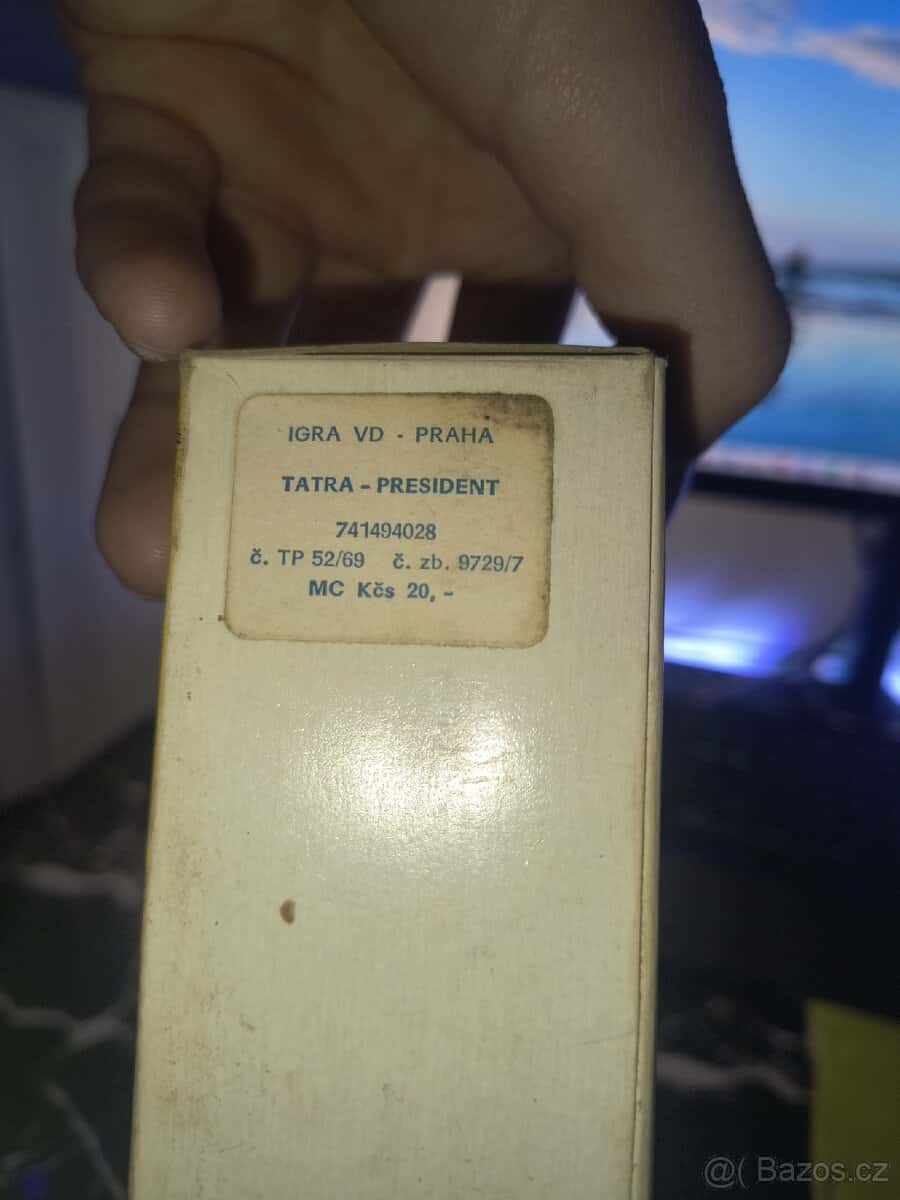 IGRA VD - PRAHA
TATRA - PRESIDENT
741494028
č. TP 52/69 č. zb. 9729/7
MC Kčs 20,-
@( Bazos.cz